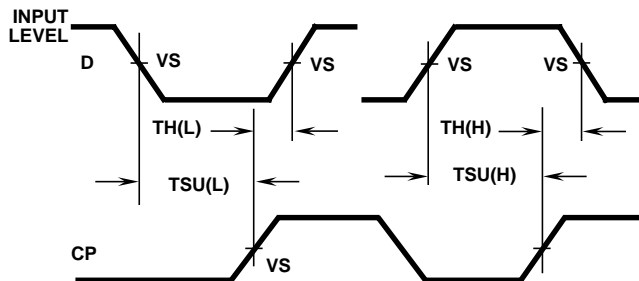 INPUT
LEVEL
D
VS
VS
VS
VS
TH(L)
TH(H)
TSU(L)
TSU(H)
CP
VS